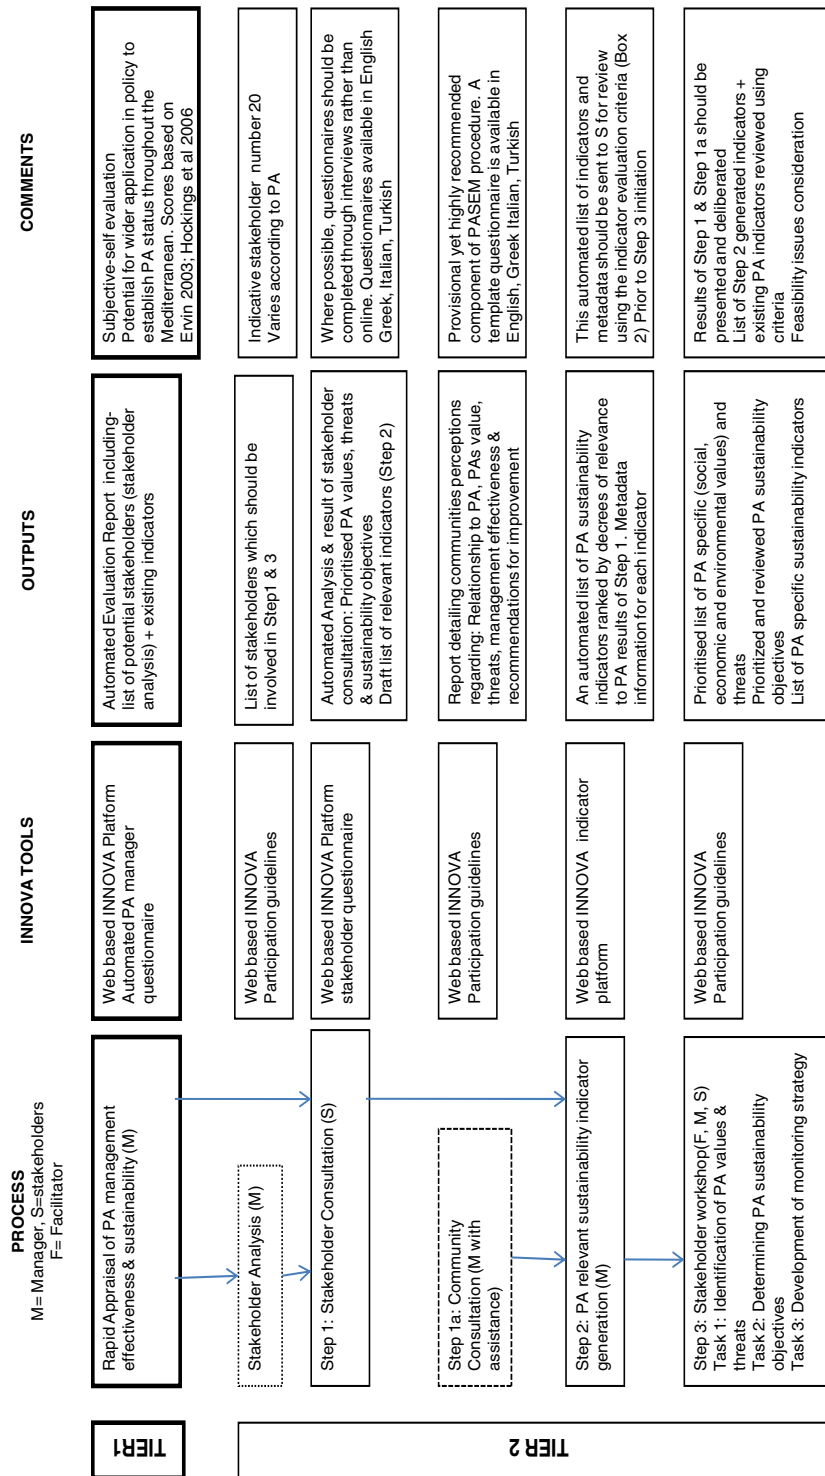 PROCESS
M= Manager, S=stakeholders
F= Facilitator
INNOVA TOOLS
OUTPUTS
COMMENTS
TIER1
Rapid Appraisal of PA management
effectiveness & sustainability (M)
Webbased INNOVA Platform
Automated PA manager
questionnaire
Automated Evaluation Report including-
list of potential stakeholders (stakeholder
analysis) + existing indicators
Subjective-self evaluation
Potential for wider application in policy to
establish PA status throughout the
Mediterranean. Scores based on
Ervin 2003; Hockings et al 2006
TIER 2
Stakeholder Analysis (M)
Webbased INNOVA
Participation guidelines
List of stakeholders which should be
involved in Step1 & 3
Indicative stakeholder number 20
Varies according to PA
Step 1: Stakeholder Consultation (S)
Webbased INNOVA Platform
stakeholder questionnaire
Automated Analysis & result of stakeholder
consultation: Prioritised PA values, threats
& sustainability objectives
Draft list of relevant indicators (Step 2)
Where possible, questionnaires should be
completed through interviews rather than
online. Questionnaires available in English
Greek, Italian, Turkish
Step 1a: Community
Consultation (M with
assistance)
Webbased INNOVA
Participation guidelines
Report detailing communities perceptions
regarding: Relationship to PA, PAs value,
threats, management effectiveness &
recommendations for improvement
Provisional yet highly recommended
component of PASEM procedure. A
template questionnaire is available in
English, Greek Italian, Turkish
Step 2: PA relevant sustainability indicator
generation (M)
Webbased INNOVA indicator
platform
An automated list of PA sustainability
indicators ranked by decrees of relevance
to PA results of Step 1. Metadata
information for each indicator
This automated list of indicators and
metadata should be sent to S for review
using the indicator evaluation criteria (Box
2) Prior to Step 3 initiation
Step 3: Stakeholder workshop(F, M, S)
Task 1: Identification of PA values &
threats
Task 2: Determining PA sustainability
objectives
Task 3: Development of monitoring strategy
Webbased INNOVA
Participation guidelines
Prioritised list of PA specific (social,
economic and environmental values) and
threats
Prioritized and reviewed PA sustainability
objectives
List of PA specific sustainability indicators
Results of Step 1 & Step 1a should be
presented and deliberated
List of Step 2 generated indicators +
existing PA indicators reviewed using
criteria
Feasibility issues consideration